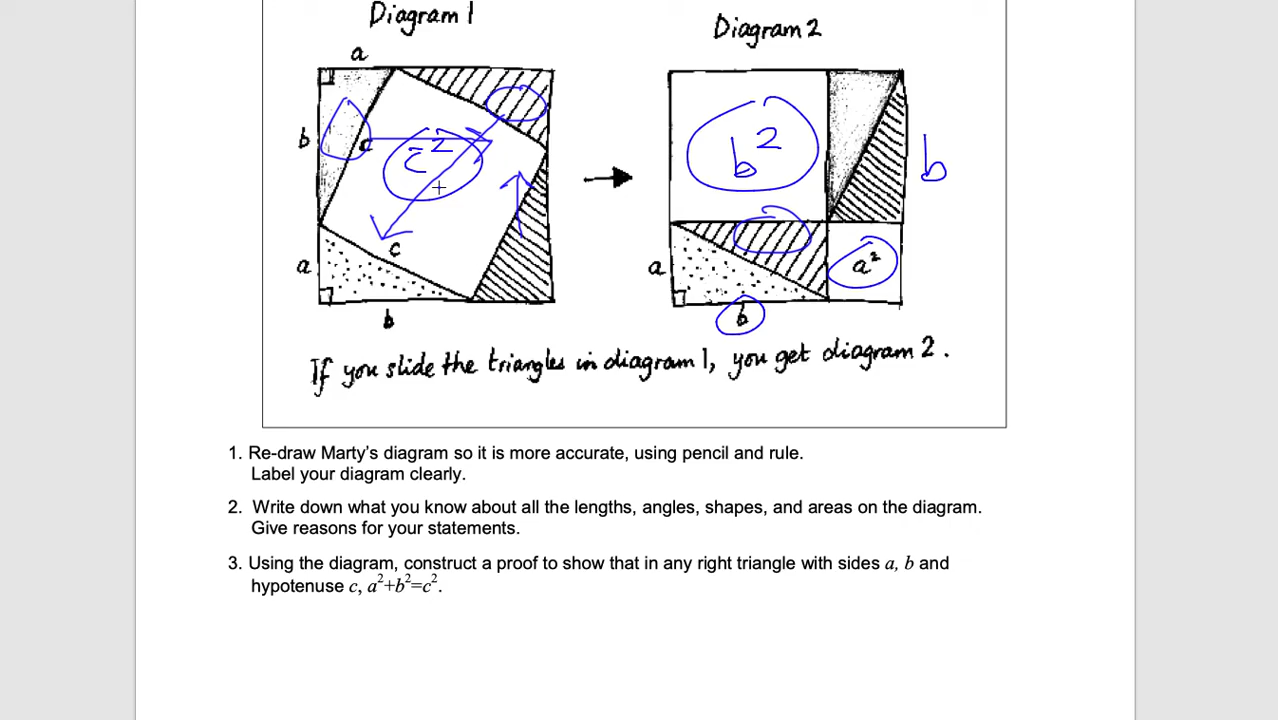 Diagram 1
Diagram 2
a
b
c
c²
a
c
b
b²
b
a
a²
b
If you slide the triangles in diagram 1, you get diagram 2.
1. Re-draw Marty's diagram so it is more accurate, using pencil and rule.
Label your diagram clearly.
2. Write down what you know about all the lengths, angles, shapes, and areas on the diagram.
Give reasons for your statements.
3. Using the diagram, construct a proof to show that in any right triangle with sides a, b and
hypotenuse c, a²+b²=c².